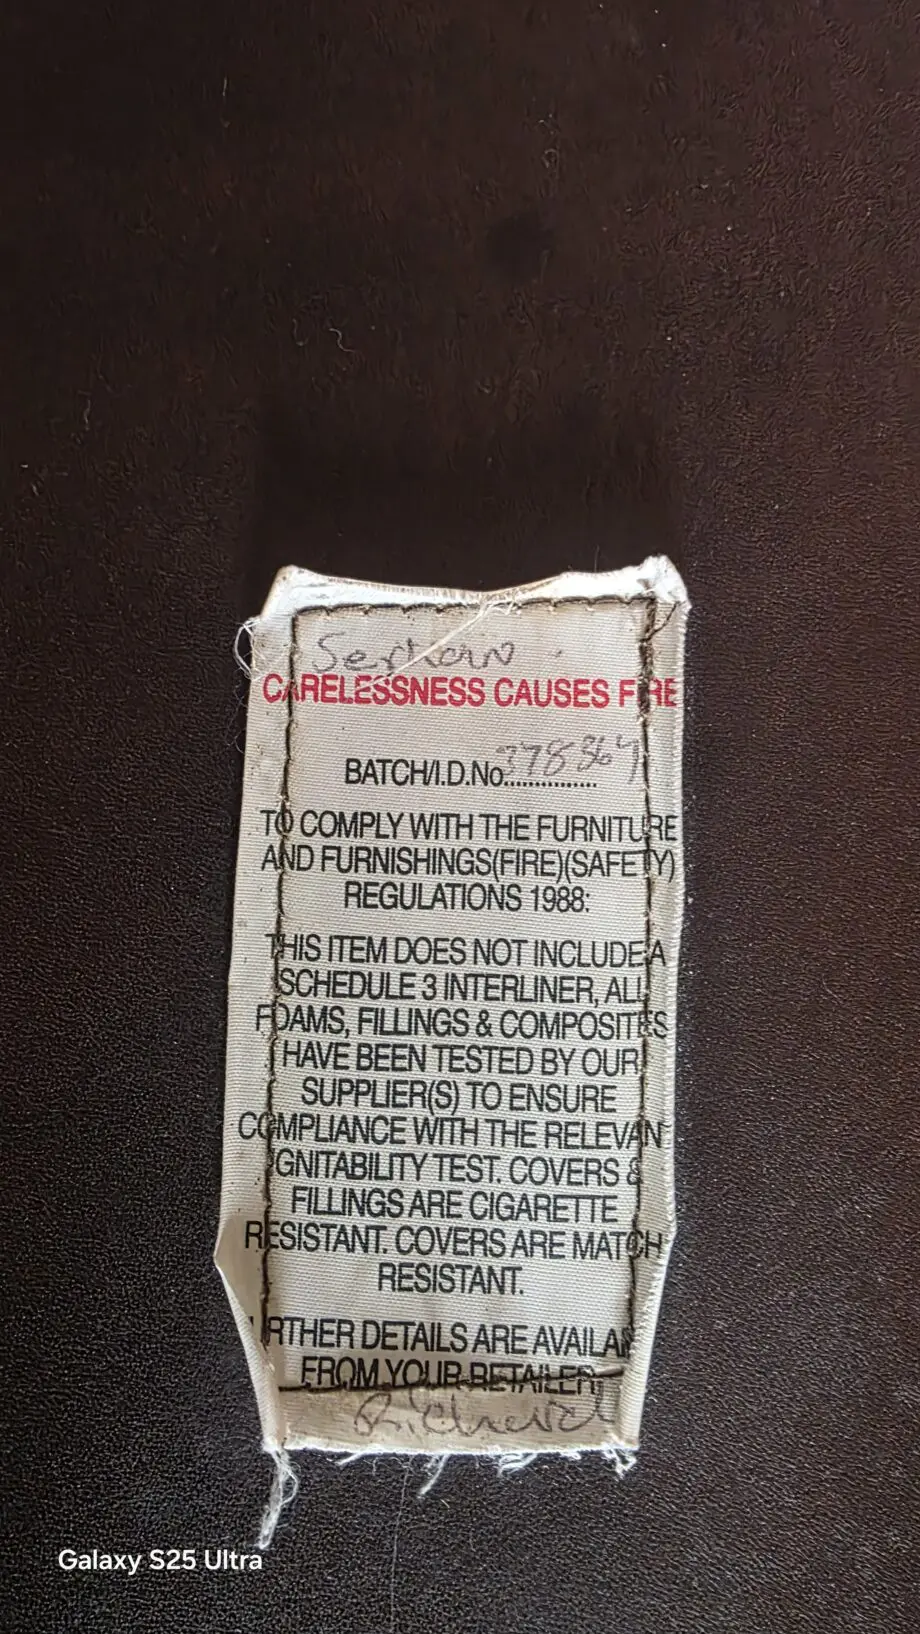 CARELESSNESS CAUSES FIRE
BATCH/I.D.No...............
TO COMPLY WITH THE FURNITURE
AND FURNISHINGS(FIRE)(SAFETY)
REGULATIONS 1988:
THIS ITEM DOES NOT INCLUDE A
SCHEDULE 3 INTERLINER, ALL
FOAMS, FILLINGS & COMPOSITES
HAVE BEEN TESTED BY OUR
SUPPLIER(S) TO ENSURE
COMPLIANCE WITH THE RELEVANT
IGNITABILITY TEST. COVERS &
FILLINGS ARE CIGARETTE
RESISTANT. COVERS ARE MATCH
RESISTANT.
DETAILS ARE
FROM YOUR RETAILER.
Richard
Galaxy S25 Ultra